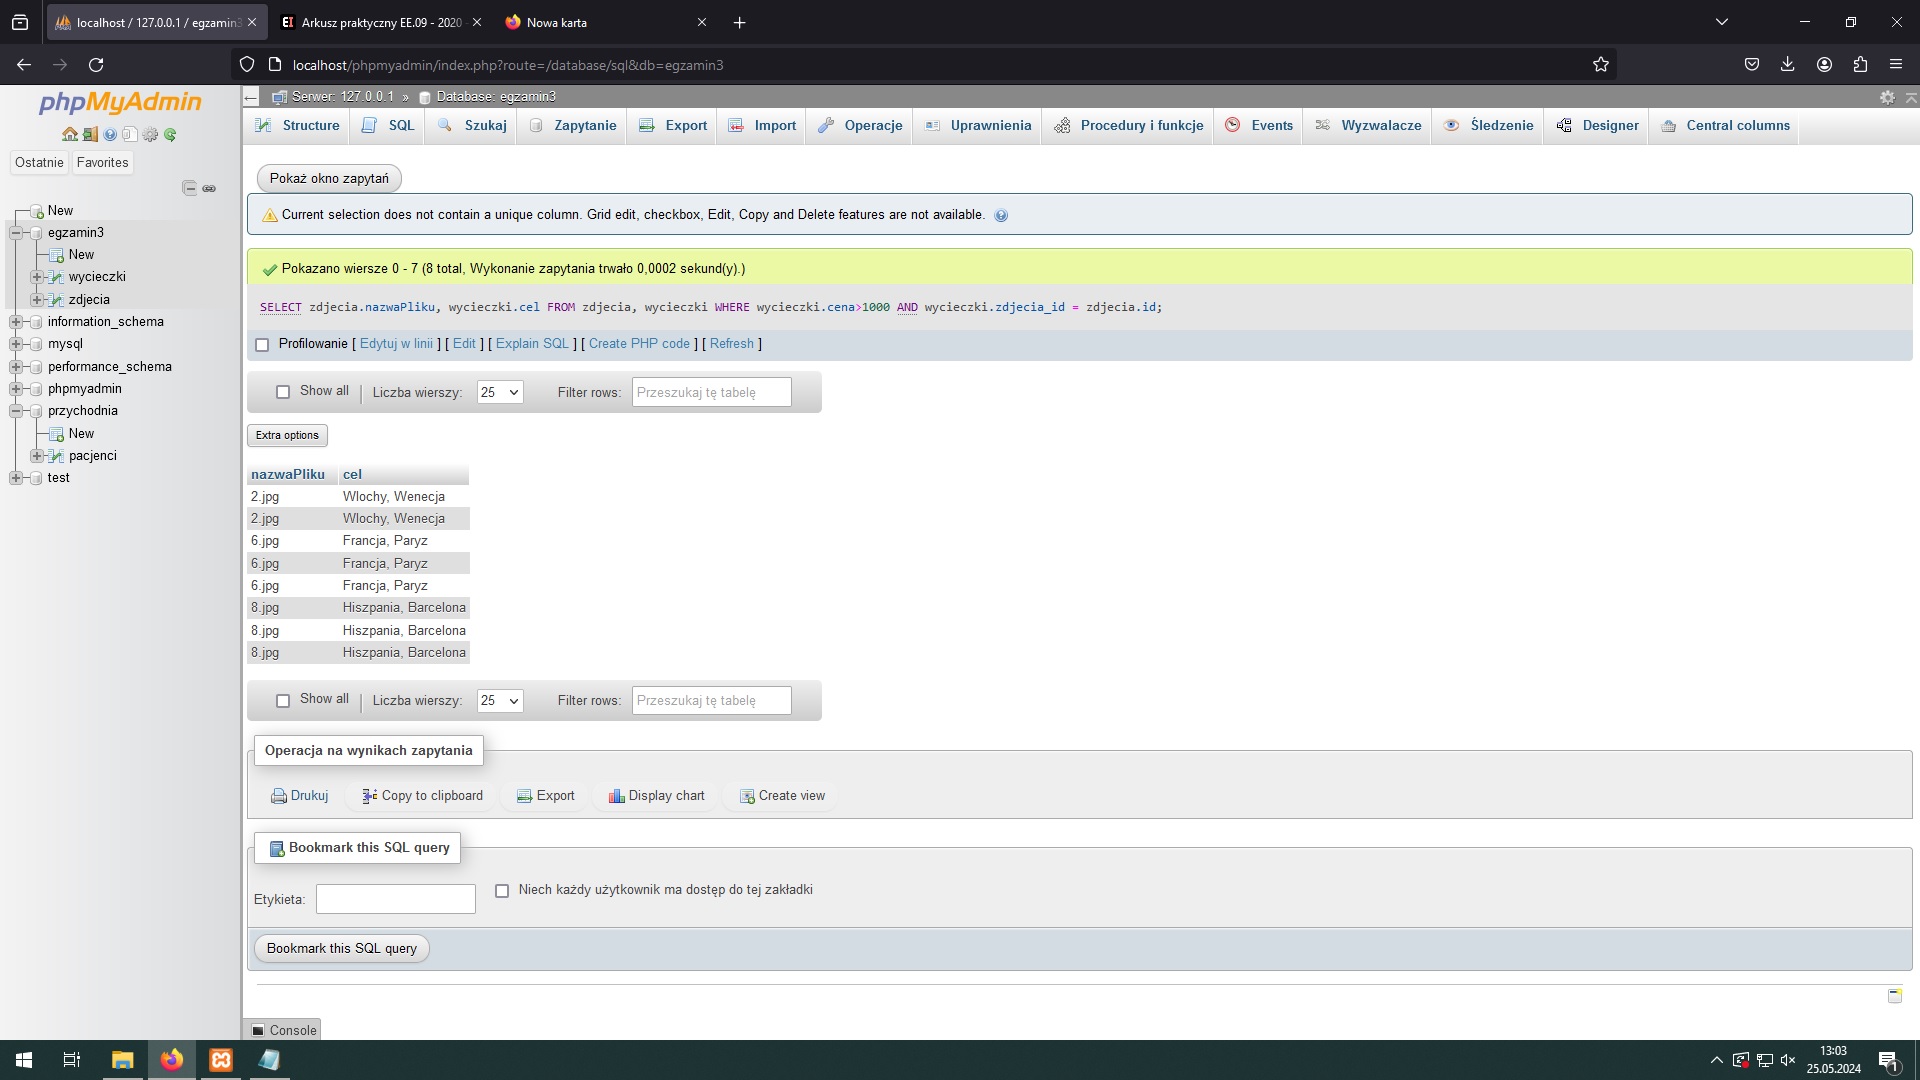 localhost / 127.0.0.1 / egzamin3
Arkusz praktyczny EE.09 - 2020
Nowa karta
localhost/phpmyadmin/index.php?route=/database/sql&db=egzamin3
phpMyAdmin
Ostatnie Favorites
New
egzamin3
New
wycieczki
zdjecia
information_schema
mysql
performance_schema
phpmyadmin
przychodnia
New
pacjenci
test
Serwer: 127.0.0.1 » Database: egzamin3
Structure SQL Szukaj Zapytanie Export Import Operacje Uprawnienia Procedury i funkcje Events Wyzwalacze Śledzenie Designer Central columns
Pokaż okno zapytań
Current selection does not contain a unique column. Grid edit, checkbox, Edit, Copy and Delete features are not available.
Pokazano wiersze 0 - 7 (8 total, Wykonanie zapytania trwało 0,0002 sekund(y).)
SELECT zdjecia.nazwaPliku, wycieczki.cel FROM zdjecia, wycieczki WHERE wycieczki.cena>1000 AND wycieczki.zdjecia_id = zdjecia.id;
Profilowanie [ Edytuj w linii ] [ Edit ] [ Explain SQL ] [ Create PHP code ] [ Refresh ]
Show all | Liczba wierszy: 25 Filter rows: Przeszukaj tę tabelę
Extra options
nazwaPliku cel
2.jpg Wlochy, Wenecja
2.jpg Wlochy, Wenecja
6.jpg Francja, Paryz
6.jpg Francja, Paryz
6.jpg Francja, Paryz
8.jpg Hiszpania, Barcelona
8.jpg Hiszpania, Barcelona
8.jpg Hiszpania, Barcelona
Show all | Liczba wierszy: 25 Filter rows: Przeszukaj tę tabelę
Operacja na wynikach zapytania
Drukuj Copy to clipboard Export Display chart Create view
Bookmark this SQL query
Etykieta: Niech każdy użytkownik ma dostęp do tej zakładki
Bookmark this SQL query
Console
13:03
25.05.2024
1